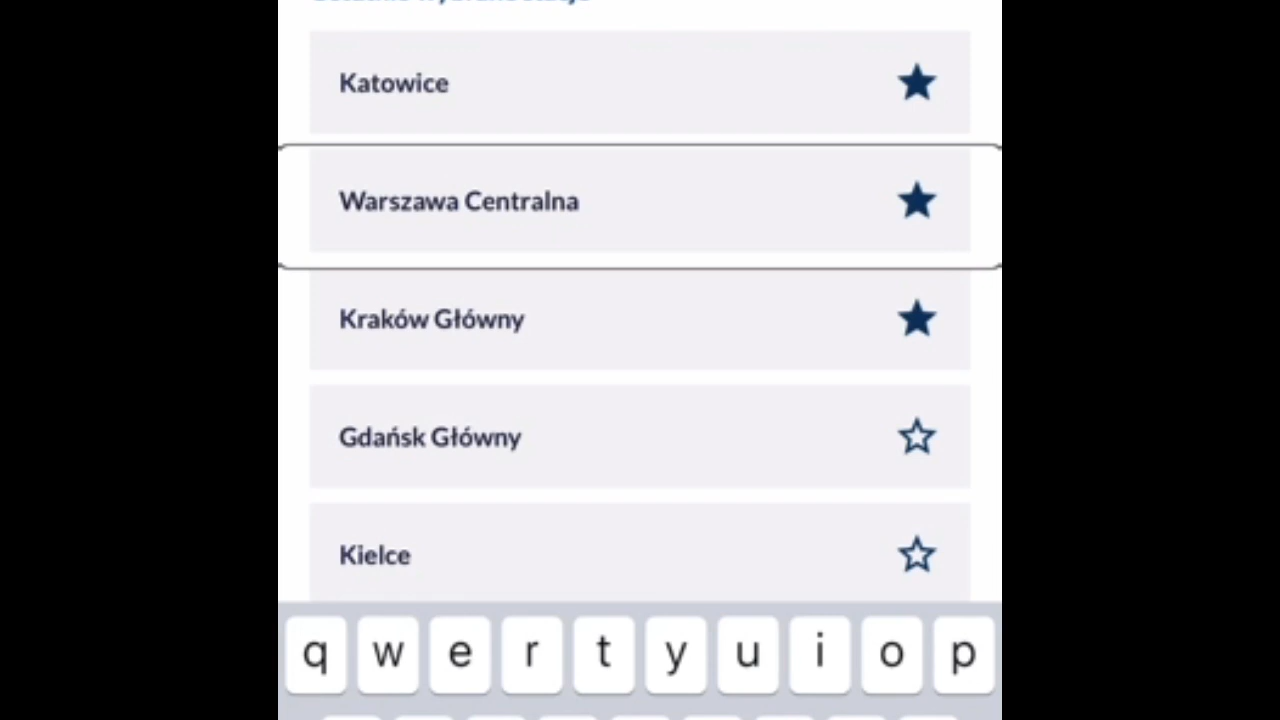 Katowice
Warszawa Centralna
Kraków Główny
Gdańsk Główny
Kielce
q w e r t y u i o p